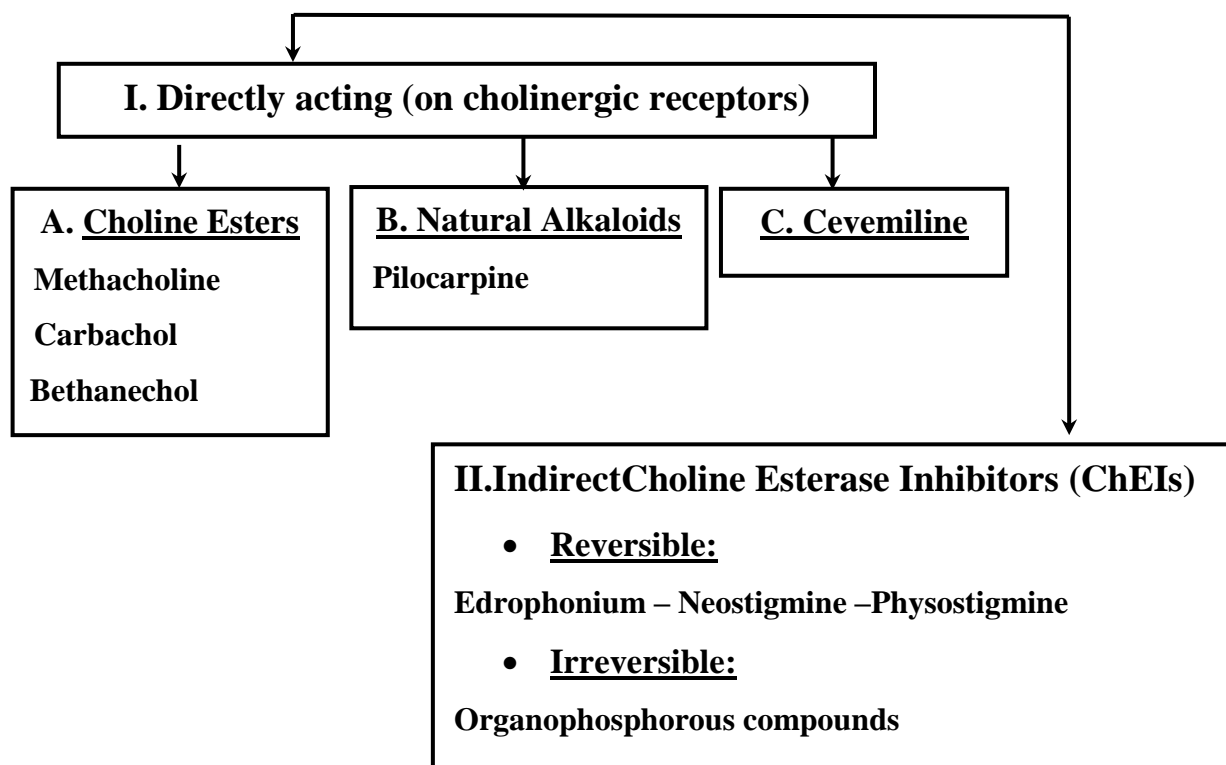 I. Directly acting (on cholinergic receptors)
A. Choline Esters
Methacholine
Carbachol
Bethanechol
B. Natural Alkaloids
Pilocarpine
C. Cevemiline
II.IndirectCholine Esterase Inhibitors (ChEIs)
• Reversible:
Edrophonium – Neostigmine –Physostigmine
• Irreversible:
Organophosphorous compounds